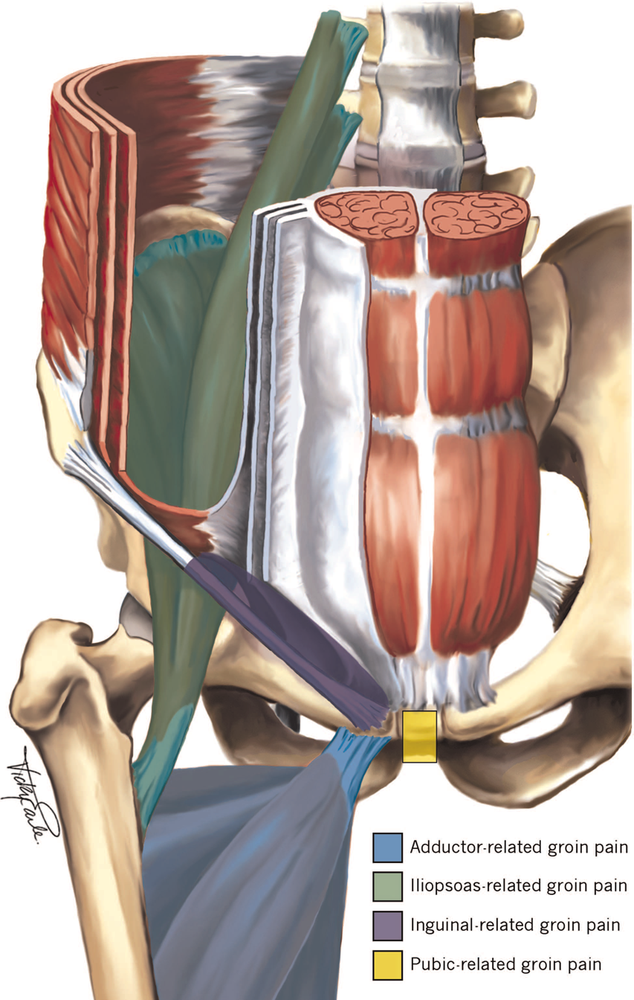 Adductor-related groin pain
Iliopsoas-related groin pain
Inguinal-related groin pain
Pubic-related groin pain